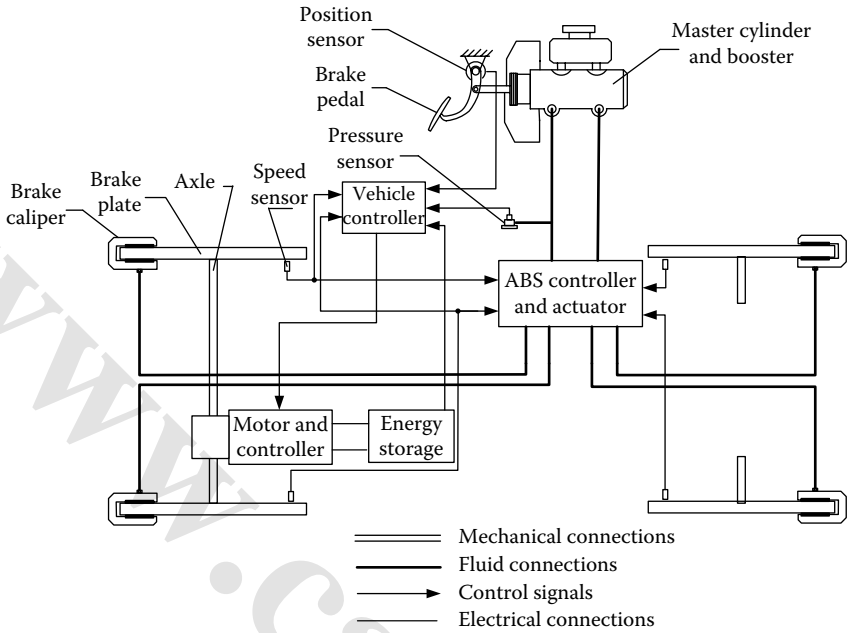 Position
sensor
Master cylinder
and booster
Brake
pedal
Pressure
sensor
Brake
caliper
Brake
plate
Axle
Speed
sensor
Vehicle
controller
ABS controller
and actuator
Motor and
controller
Energy
storage
Mechanical connections
Fluid connections
Control signals
Electrical connections
www.c